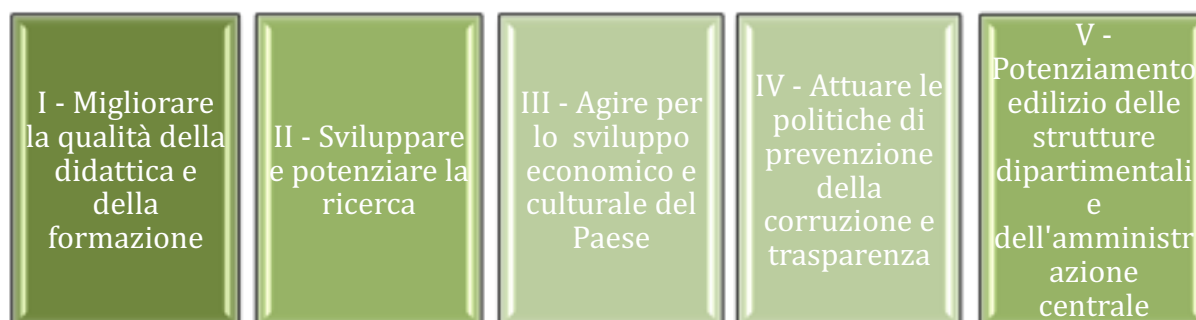 I - Migliorare
la qualità della
didattica e
della
formazione
II - Sviluppare
e potenziare la
ricerca
III - Agire per
lo sviluppo
economico e
culturale del
Paese
IV - Attuare le
politiche di
prevenzione
della
corruzione e
trasparenza
V -
Potenziamento
edilizio delle
strutture
dipartimentali
e
dell'amministr
azione
centrale